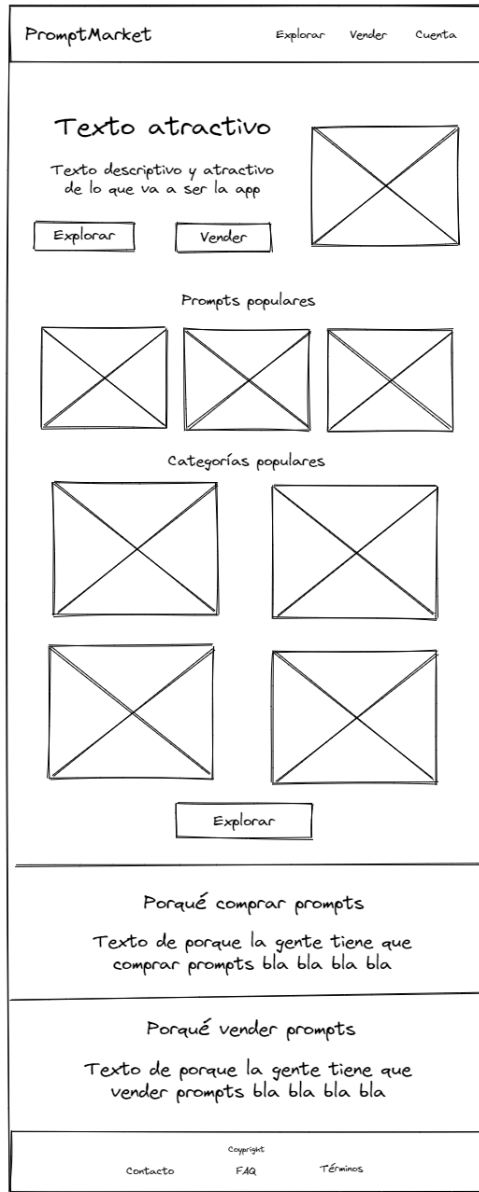 PromptMarket
Explorar
Vender
Cuenta
Texto atractivo
Texto descriptivo y atractivo
de lo que va a ser la app
Explorar
Vender
Prompts populares
Categorías populares
Explorar
Porqué comprar prompts
Texto de porque la gente tiene que
comprar prompts bla bla bla bla
Porqué vender prompts
Texto de porque la gente tiene que
vender prompts bla bla bla bla
Coypright
Contacto
FAQ
Términos